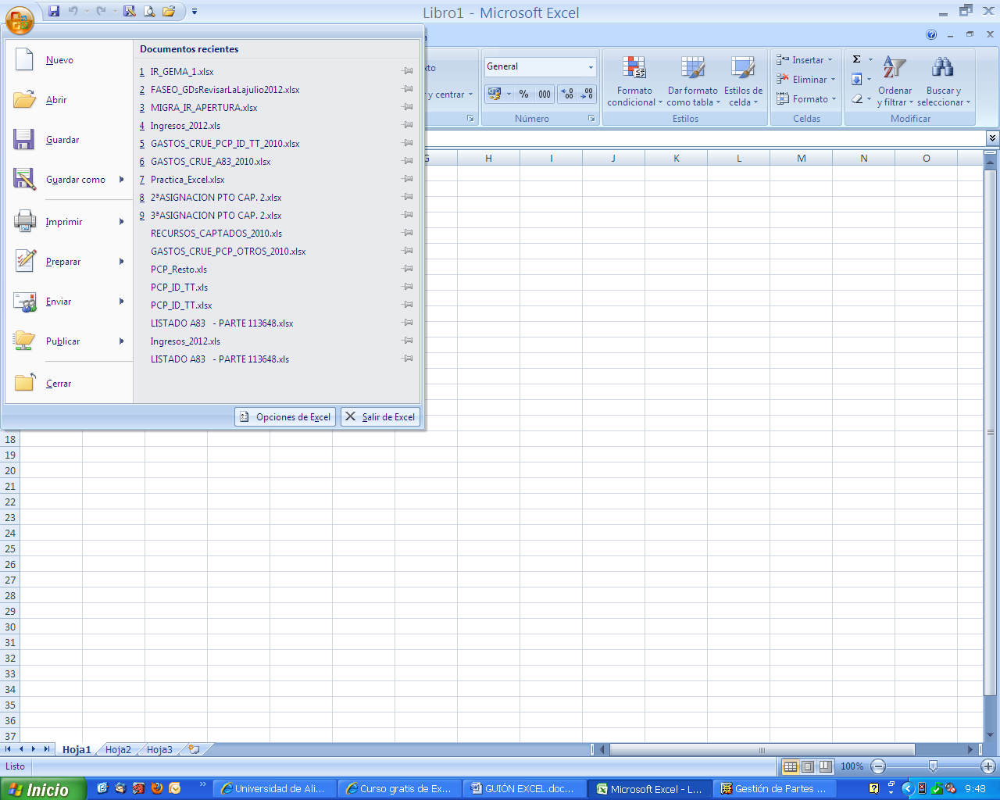 Libro1 - Microsoft Excel
Nuevo
Abrir
Guardar
Guardar como
Imprimir
Preparar
Enviar
Publicar
Cerrar
Documentos recientes
1 IR_GEMA_1.xlsx
2 FASEO_GDsRevisarLaLajulio2012.xlsx
3 MIGRA_IR_APERTURA.xlsx
4 Ingresos_2012.xls
5 GASTOS_CRUE_PCP_ID_TT_2010.xlsx
6 GASTOS_CRUE_A83_2010.xlsx
7 Practica_Excel.xlsx
8 2ªASIGNACION PTO CAP. 2.xlsx
9 3ªASIGNACION PTO CAP. 2.xlsx
RECURSOS_CAPTADOS_2010.xls
GASTOS_CRUE_PCP_OTROS_2010.xlsx
PCP_Resto.xls
PCP_ID_TT.xls
PCP_ID_TT.xlsx
LISTADO A83 - PARTE 113648.xlsx
Ingresos_2012.xls
LISTADO A83 - PARTE 113648.xls
Opciones de Excel
Salir de Excel
xto
y centrar
General
% 000
Número
Formato condicional
Dar formato como tabla
Estilos de celda
Estilos
Insertar
Eliminar
Formato
Celdas
Σ
Ordenar y filtrar
Buscar y seleccionar
Modificar
G H I J K L M N O
18
19
20
21
22
23
24
25
26
27
28
29
30
31
32
33
34
35
36
37
Hoja1 Hoja2 Hoja3
Listo
100%
Inicio
Universidad de Ali...
Curso gratis de Ex...
GUIÓN EXCEL.doc...
Microsoft Excel - L...
Gestión de Partes ...
9:48